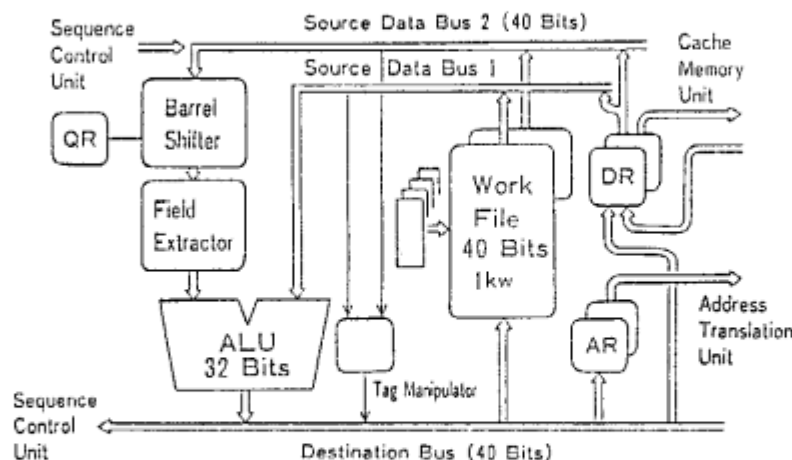 Source Data Bus 2 (40 Bits)
Sequence
Control
Unit
Source Data Bus 1
Cache
Memory
Unit
Barrel
Shifter
QR
Field
Extractor
Work
File
40 Bits
1kw
DR
ALU
32 Bits
Tag Manipulator
AR
Address
Translation
Unit
Sequence
Control
Unit
Destination Bus (40 Bits)